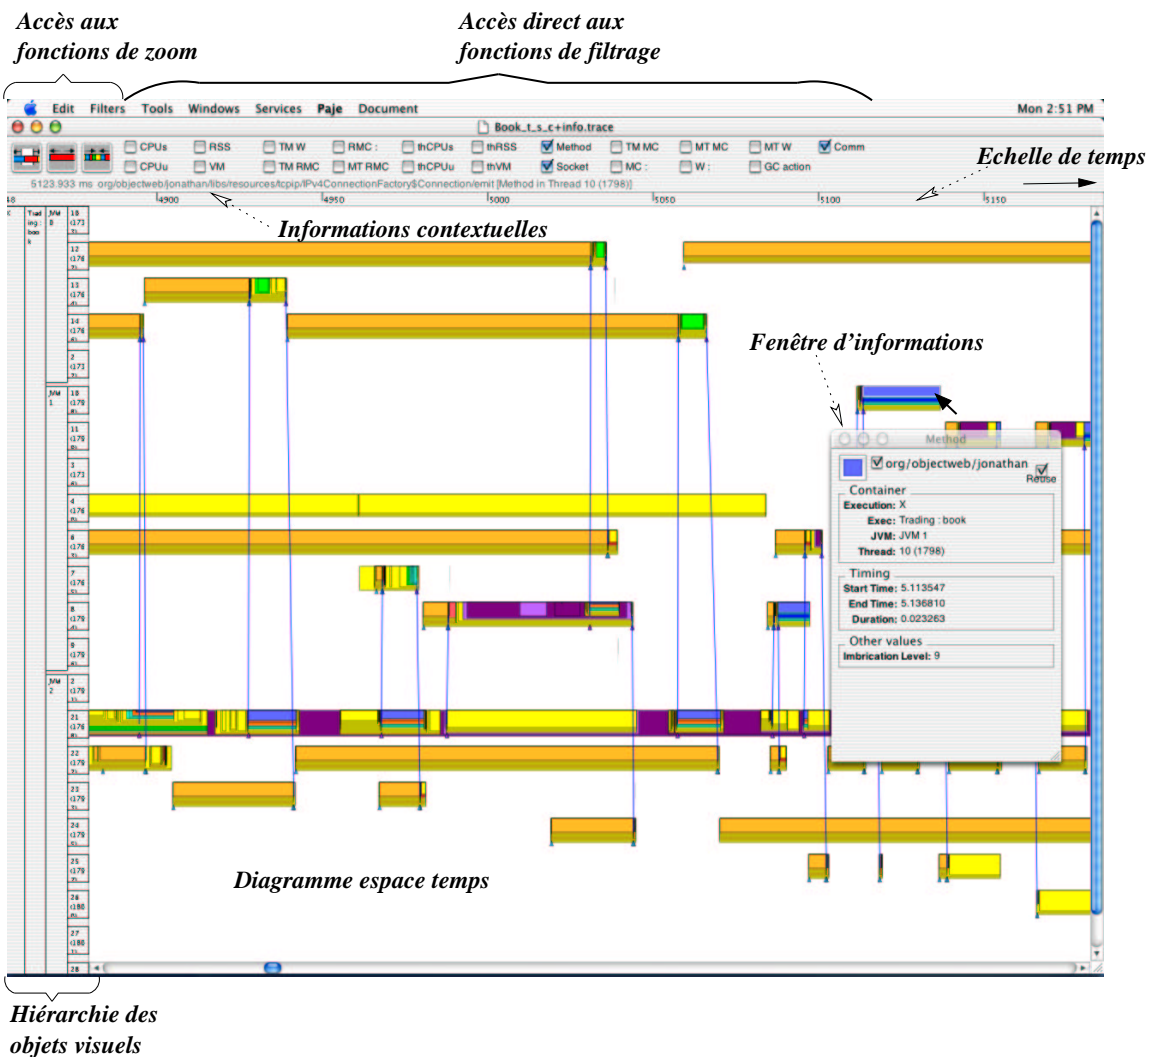 Accès aux
fonctions de zoom
Accès direct aux
fonctions de filtrage
Edit Filters Tools Windows Services Paje Document Mon 2:51 PM
Book_t_s_c+info.trace
CPUs RSS TM W RMC : thCPUs thRSS Method TM MC MT MC MT W Comm
CPUu VM TM RMC MT RMC thCPUu thVM Socket MC : W : GC action
Echelle de temps
5123.933 ms org/objectweb/jonathan/libs/resources/tcpip/IPv4ConnectionFactory$Connection/emit [Method in Thread 10 (1798)]
4900 4950 5000 5050 5100 5150
Informations contextuelles
Fenêtre d'informations
Method
org/objectweb/jonathan
Reuse
Container
Execution: X
Exec: Trading : book
JVM: JVM 1
Thread: 10 (1798)
Timing
Start Time: 5.113547
End Time: 5.136810
Duration: 0.023263
Other values
Imbrication Level: 9
Diagramme espace temps
Hiérarchie des
objets visuels